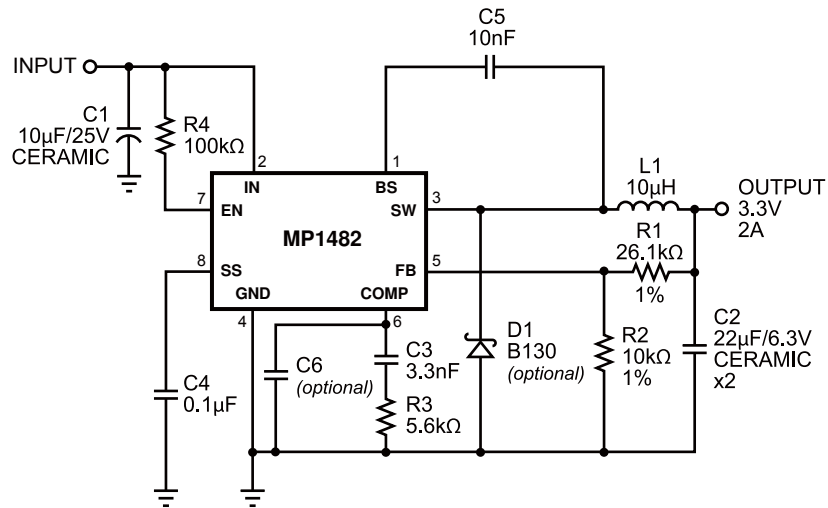 C5
10nF
INPUT
C1
10µF/25V
CERAMIC
R4
100kΩ
2
1
IN
BS
L1
10µH
OUTPUT
3.3V
2A
7
EN
SW
3
MP1482
R1
26.1kΩ
1%
8
SS
FB
5
GND
COMP
4
6
C4
0.1µF
C6
(optional)
C3
3.3nF
R3
5.6kΩ
D1
B130
(optional)
R2
10kΩ
1%
C2
22µF/6.3V
CERAMIC
x2